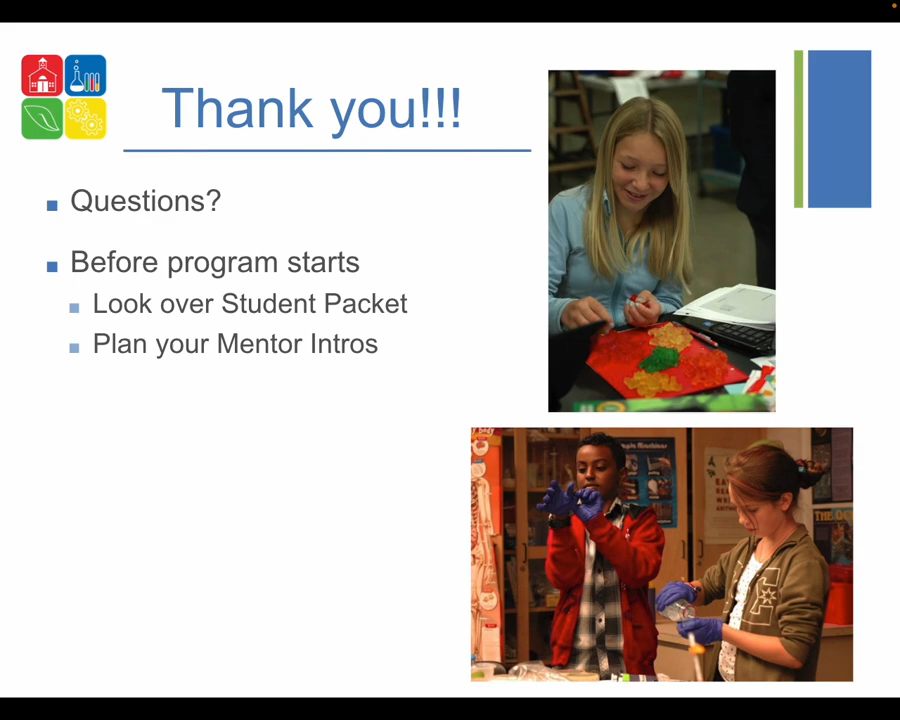 Thank you!!!
Questions?
Before program starts
Look over Student Packet
Plan your Mentor Intros